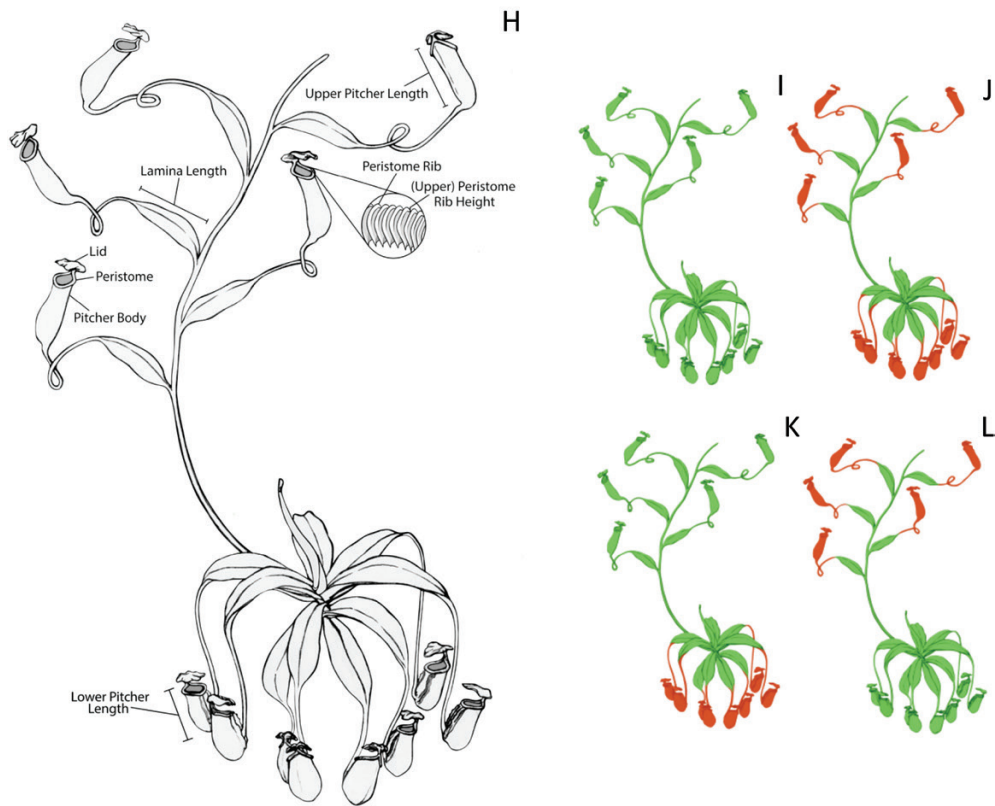 H
Upper Pitcher Length
Lamina Length
Peristome Rib
(Upper) Peristome
Rib Height
Lid
Peristome
Pitcher Body
Lower Pitcher
Length
I
J
K
L